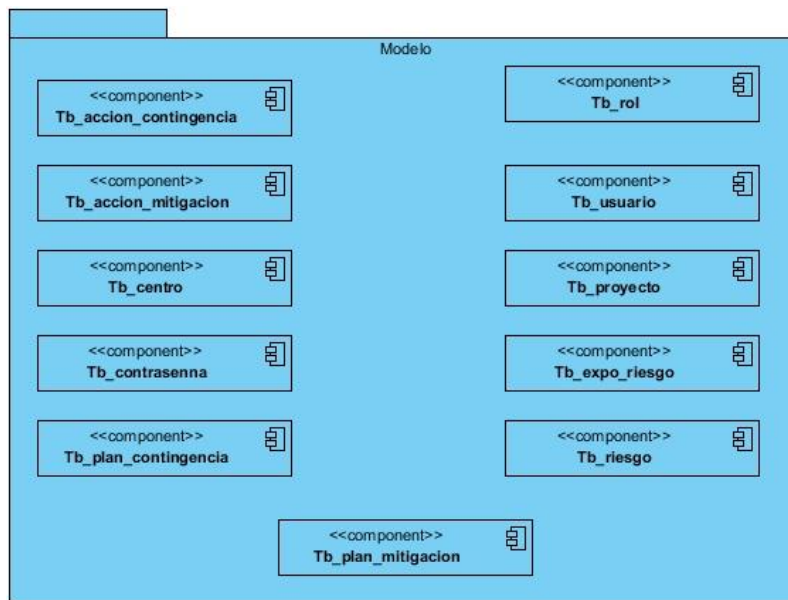 Modelo
<<component>>
Tb_accion_contingencia
<<component>>
Tb_rol
<<component>>
Tb_accion_mitigacion
<<component>>
Tb_usuario
<<component>>
Tb_centro
<<component>>
Tb_proyecto
<<component>>
Tb_contrasenna
<<component>>
Tb_expo_riesgo
<<component>>
Tb_plan_contingencia
<<component>>
Tb_riesgo
<<component>>
Tb_plan_mitigacion